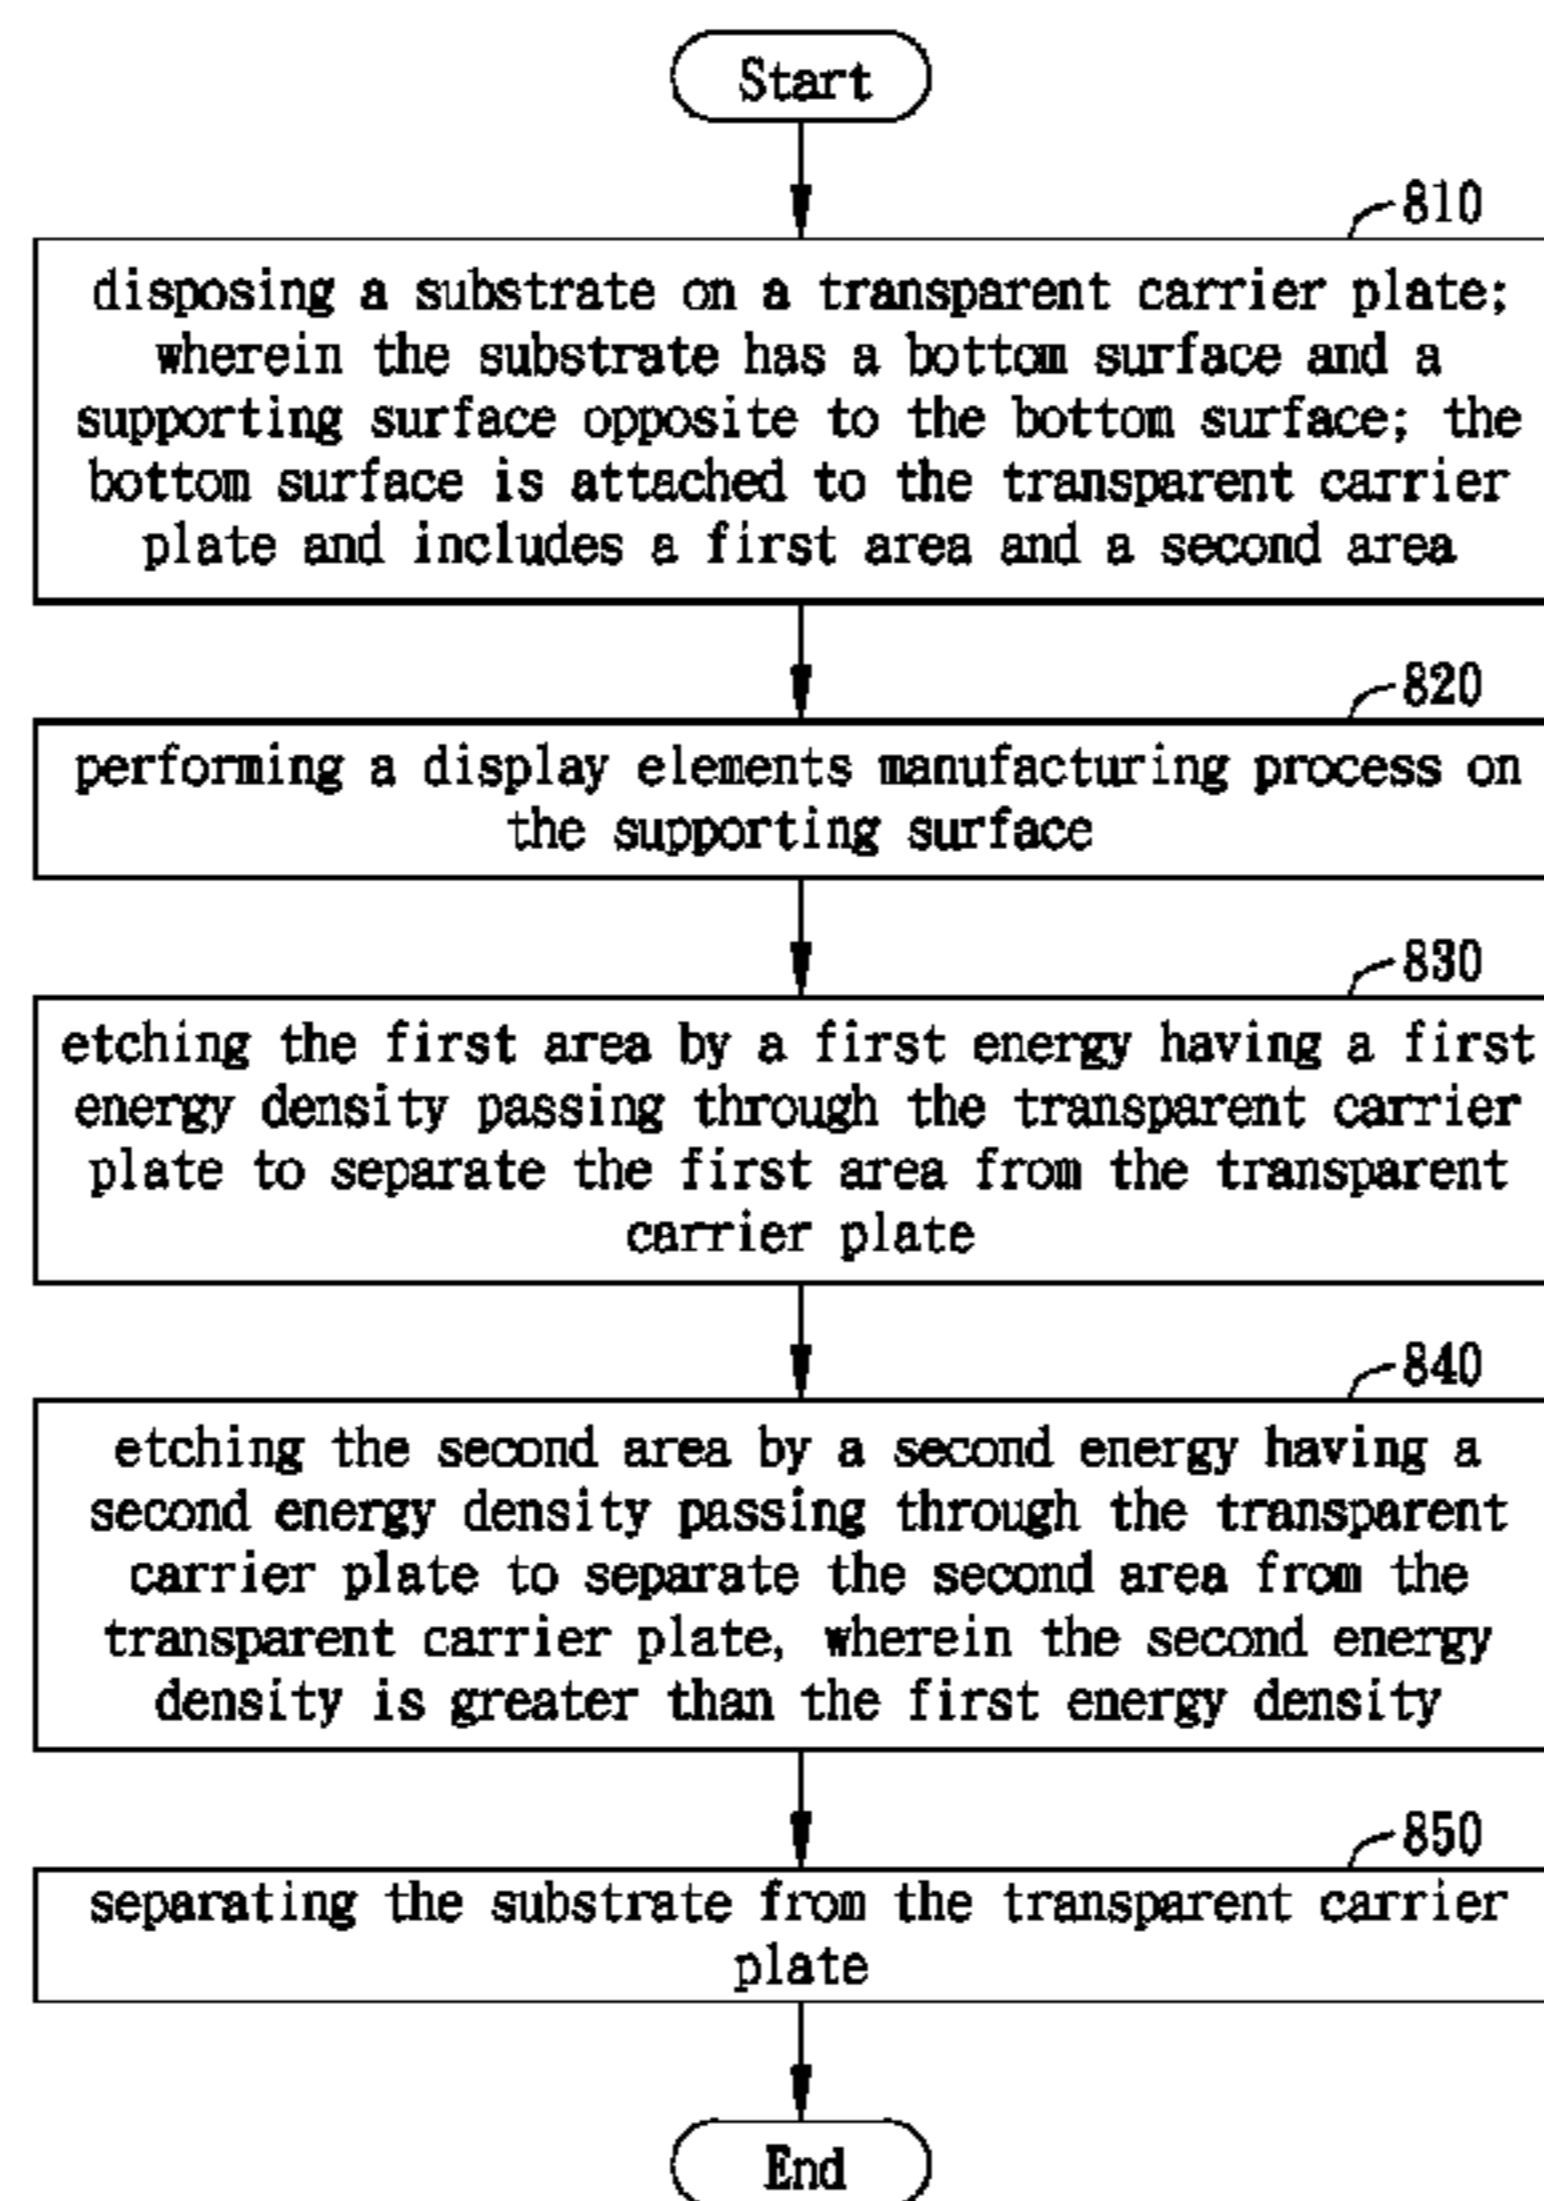 Start
810
disposing a substrate on a transparent carrier plate;
wherein the substrate has a bottom surface and a
supporting surface opposite to the bottom surface; the
bottom surface is attached to the transparent carrier
plate and includes a first area and a second area
820
performing a display elements manufacturing process on
the supporting surface
830
etching the first area by a first energy having a first
energy density passing through the transparent carrier
plate to separate the first area from the transparent
carrier plate
840
etching the second area by a second energy having a
second energy density passing through the transparent
carrier plate to separate the second area from the
transparent carrier plate, wherein the second energy
density is greater than the first energy density
850
separating the substrate from the transparent carrier
plate
End